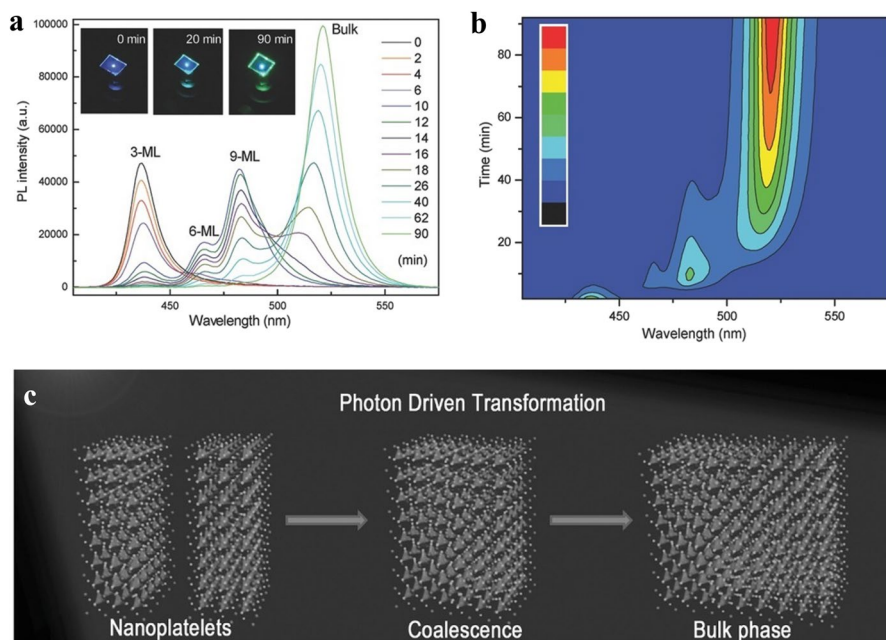 a
0 min
20 min
90 min
Bulk
3-ML
6-ML
9-ML
0
2
4
6
10
12
14
16
18
26
40
62
90
(min)
100000
80000
60000
40000
20000
0
PL intensity (a.u.)
450
500
550
Wavelength (nm)
b
80
60
40
20
Time (min)
450
500
550
Wavelength (nm)
c
Photon Driven Transformation
Nanoplatelets
Coalescence
Bulk phase